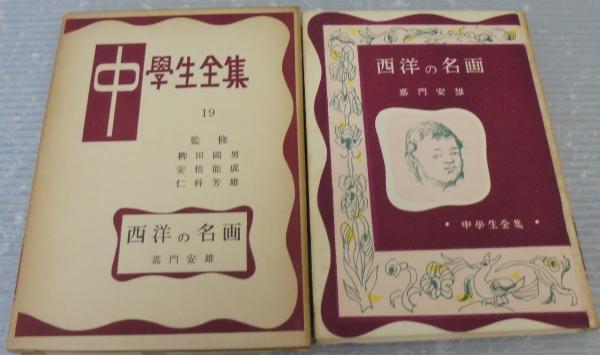 中學生全集
19
監修
柳田國男
安倍能成
仁科芳雄
西洋の名画
嘉門安雄
西洋の名画
嘉門安雄
・中學生全集・